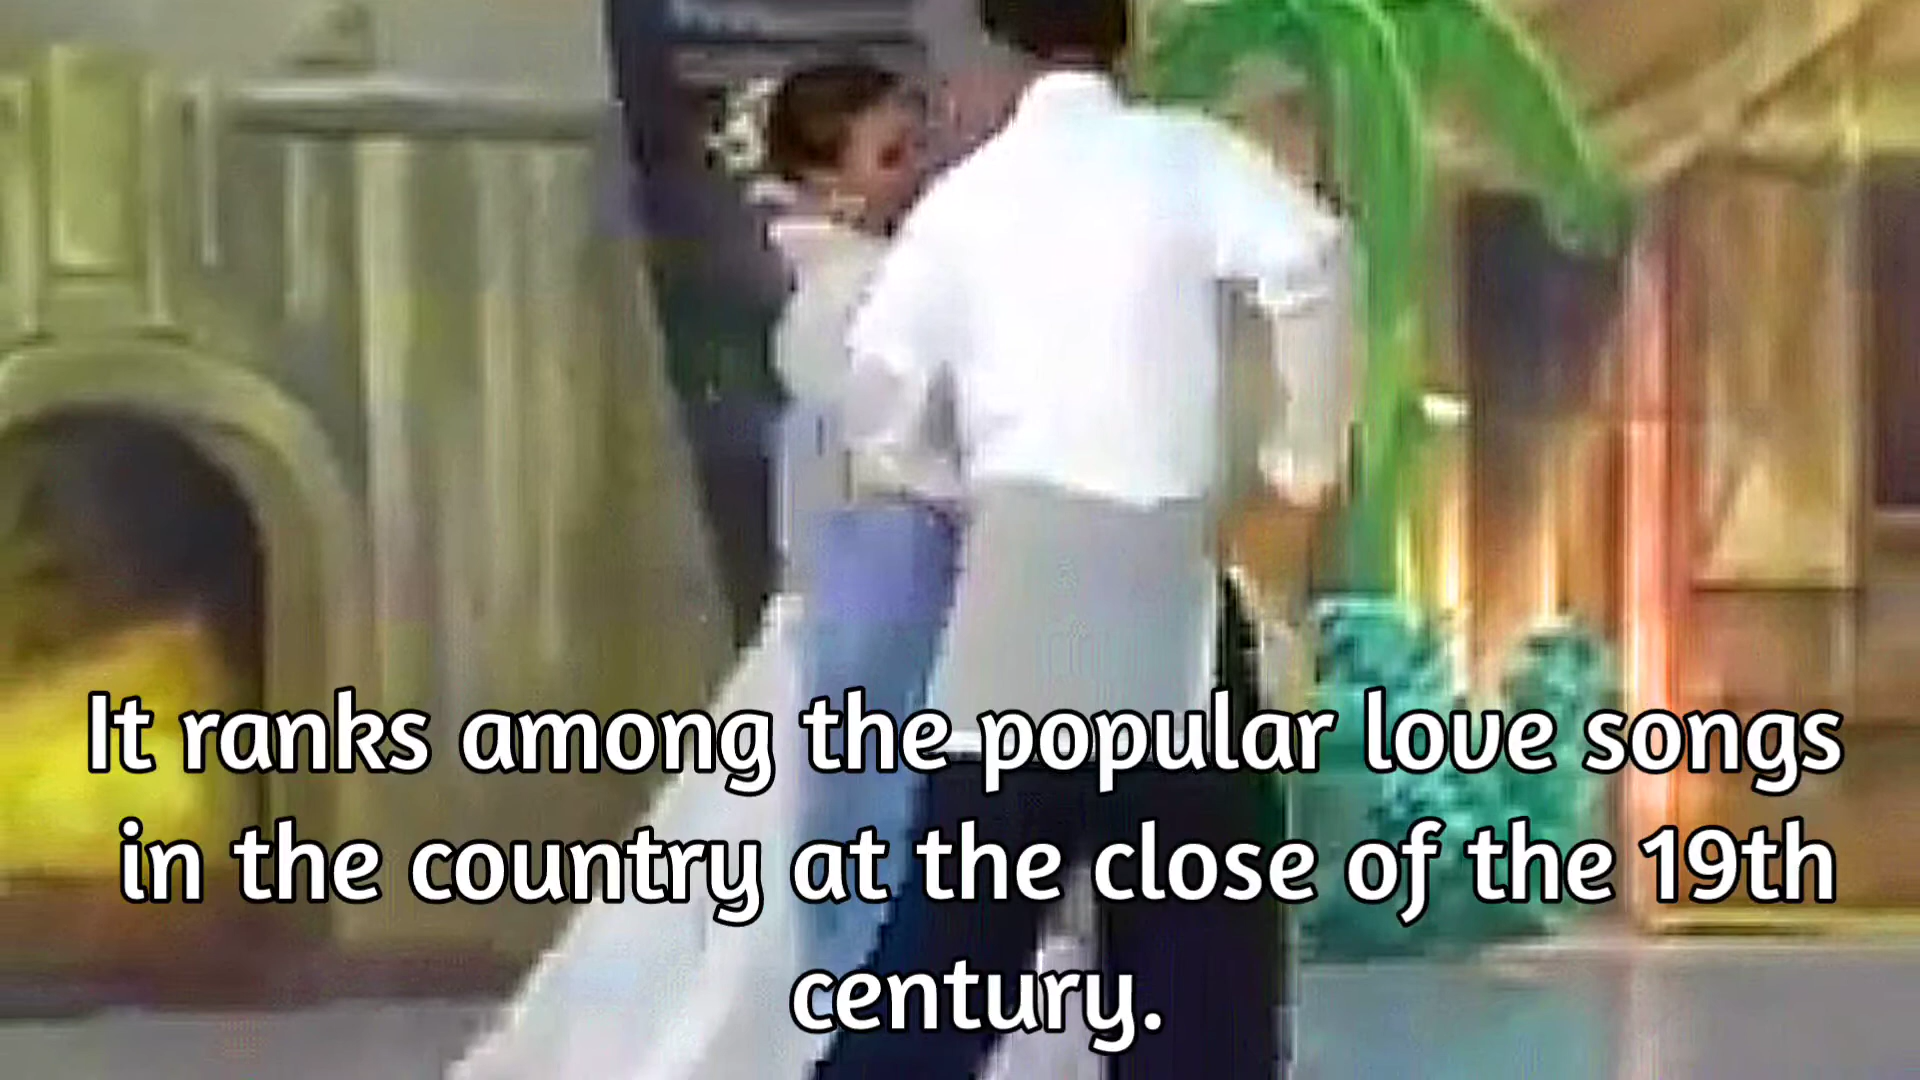 It ranks among the popular love songs
in the country at the close of the 19th
century.